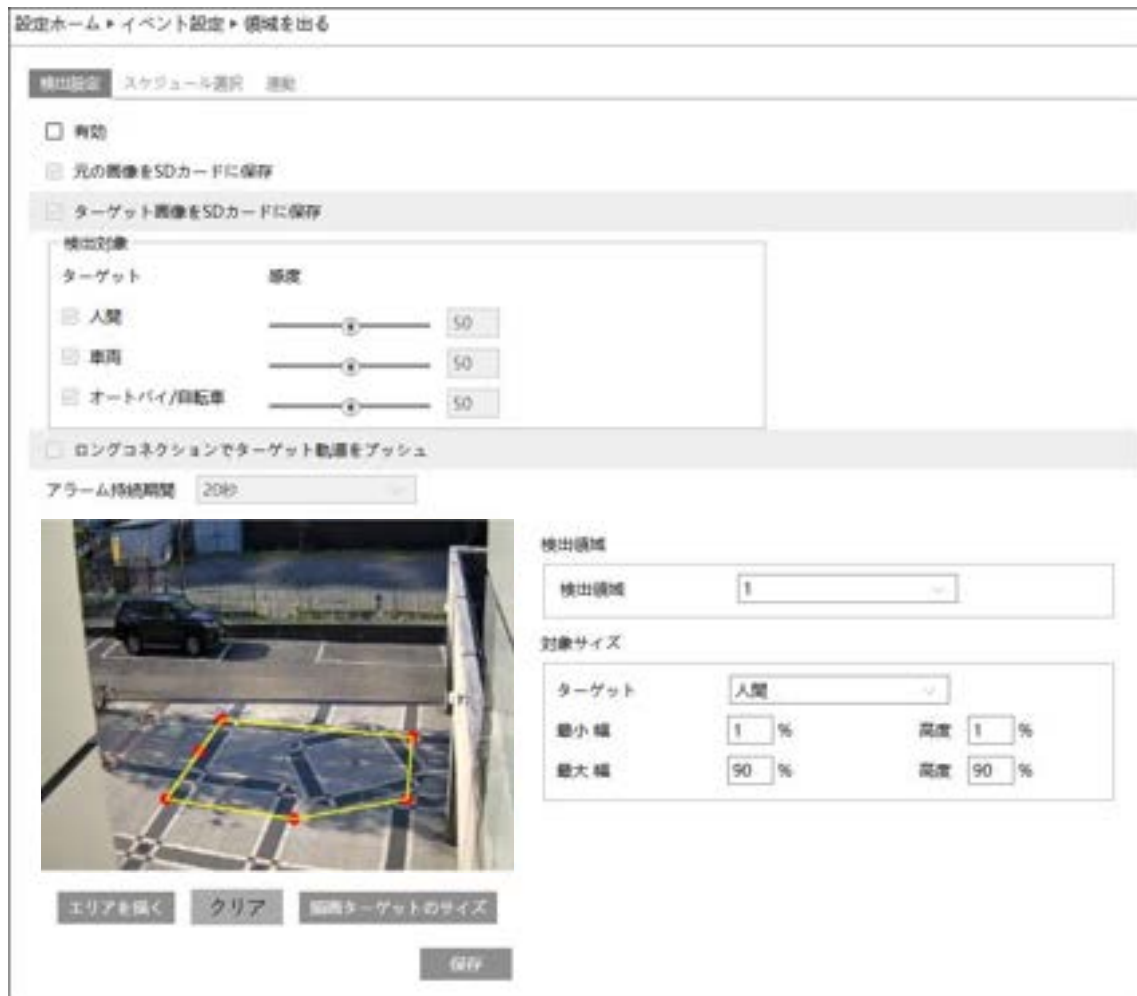 設定ホーム ▸ イベント設定 ▸ 領域を出る
検出設定 スケジュール選択 連動
有効
元の画像をSDカードに保存
ターゲット画像をSDカードに保存
検出対象
ターゲット 感度
人間 50
車両 50
オートバイ/自転車 50
ロングコネクションでターゲット軌道をプッシュ
アラーム持続期間 20秒
検出領域
検出領域 1
対象サイズ
ターゲット 人間
最小 幅 1 % 高度 1 %
最大 幅 90 % 高度 90 %
エリアを描く クリア 描画ターゲットのサイズ
保存